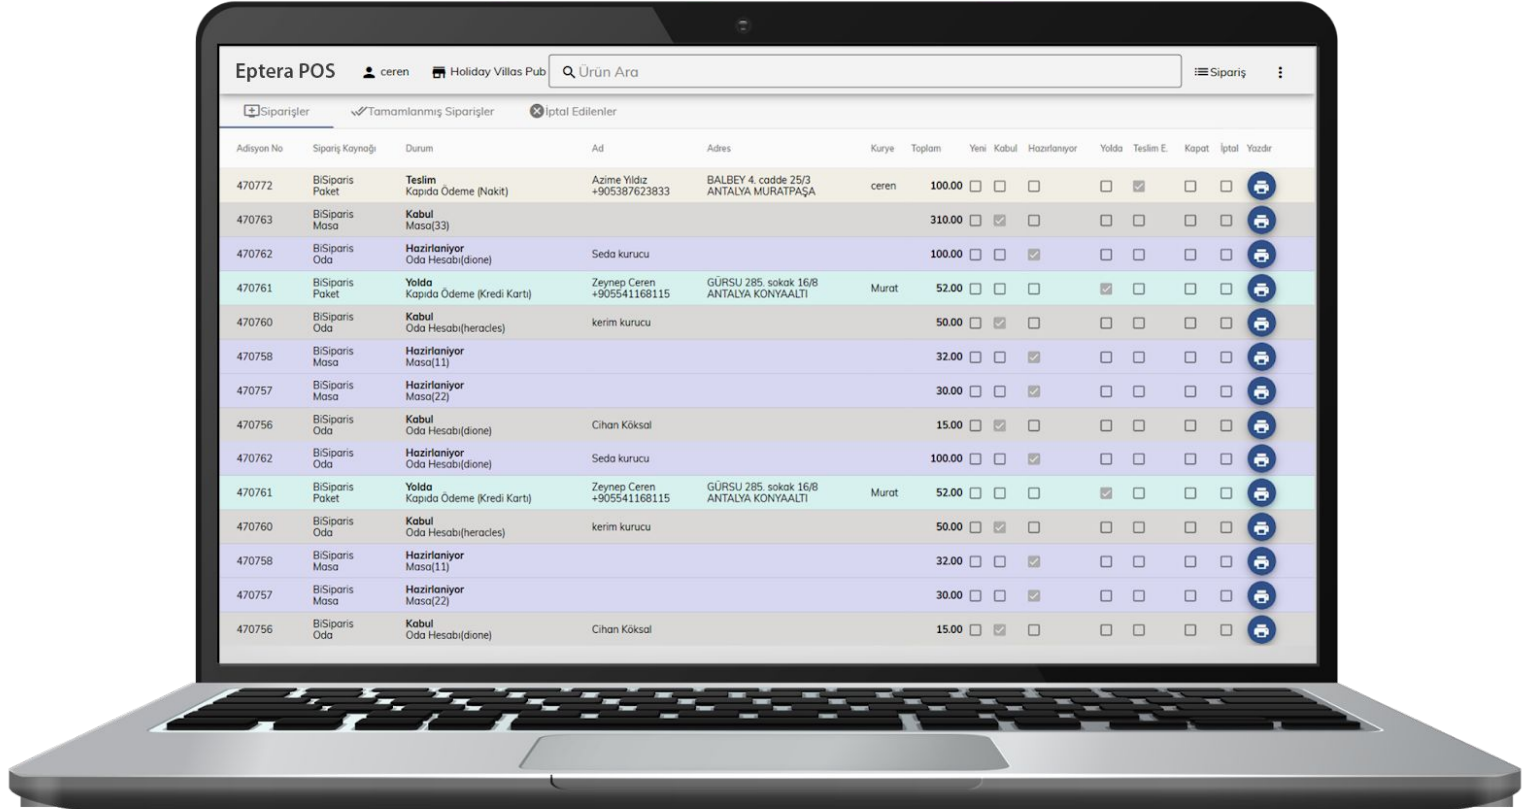 Eptera POS ceren Holiday Villas Pub Ürün Ara Sipariş
Siparişler Tamamlanmış Siparişler İptal Edilenler
Adisyon No Sipariş Kaynağı Durum Ad Adres Kurye Toplam Yeni Kabul Hazırlanıyor Yolda Teslim E. Kapat İptal Yazdır
470772 BiSiparis Paket Teslim Kapıda Ödeme (Nakit) Azime Yıldız +905387623833 BALBEY 4. cadde 25/3 ANTALYA MURATPAŞA ceren 100.00
470763 BiSiparis Masa Kabul Masa(33) 310.00
470762 BiSiparis Oda Hazirlaniyor Oda Hesabı(dione) Seda kurucu 100.00
470761 BiSiparis Paket Yolda Kapıda Ödeme (Kredi Kartı) Zeynep Ceren +905541168115 GÜRSU 285. sokak 16/8 ANTALYA KONYAALTI Murat 52.00
470760 BiSiparis Oda Kabul Oda Hesabı(heracles) kerim kurucu 50.00
470758 BiSiparis Masa Hazirlaniyor Masa(11) 32.00
470757 BiSiparis Masa Hazirlaniyor Masa(22) 30.00
470756 BiSiparis Oda Kabul Oda Hesabı(dione) Cihan Köksal 15.00
470762 BiSiparis Oda Hazirlaniyor Oda Hesabı(dione) Seda kurucu 100.00
470761 BiSiparis Paket Yolda Kapıda Ödeme (Kredi Kartı) Zeynep Ceren +905541168115 GÜRSU 285. sokak 16/8 ANTALYA KONYAALTI Murat 52.00
470760 BiSiparis Oda Kabul Oda Hesabı(heracles) kerim kurucu 50.00
470758 BiSiparis Masa Hazirlaniyor Masa(11) 32.00
470757 BiSiparis Masa Hazirlaniyor Masa(22) 30.00
470756 BiSiparis Oda Kabul Oda Hesabı(dione) Cihan Köksal 15.00